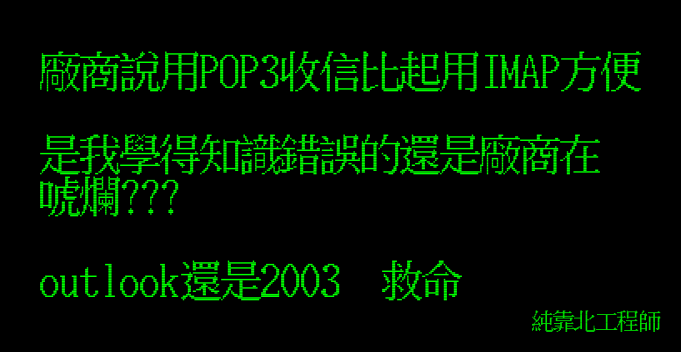 廠商說用POP3收信比起用IMAP方便
是我學得知識錯誤的還是廠商在
唬爛???
outlook還是2003　救命
純靠北工程師